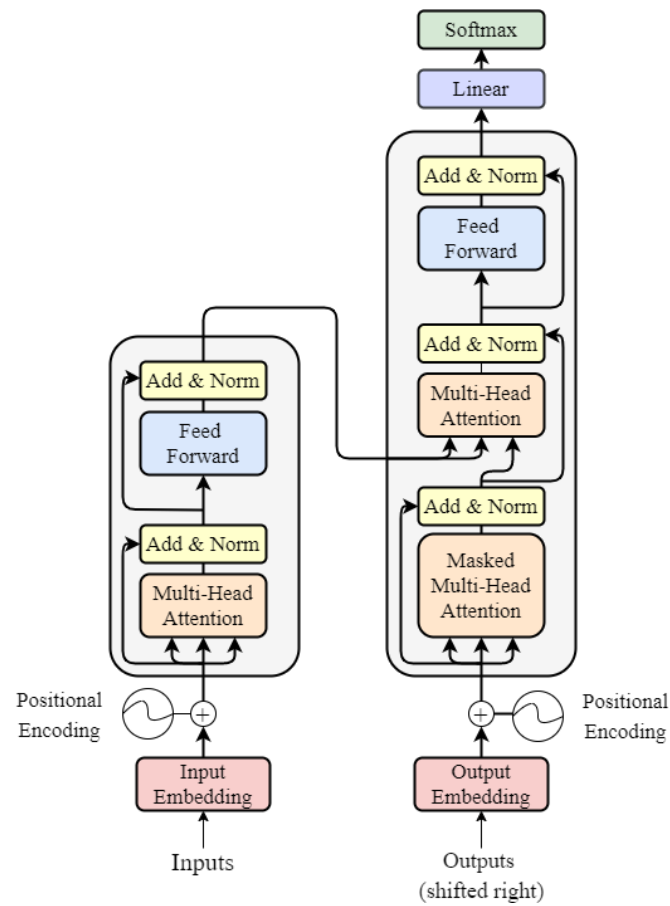 Softmax
Linear
Add & Norm
Feed
Forward
Add & Norm
Multi-Head
Attention
Add & Norm
Masked
Multi-Head
Attention
Add & Norm
Feed
Forward
Add & Norm
Multi-Head
Attention
Positional
Encoding
+
+
Positional
Encoding
Input
Embedding
Output
Embedding
Inputs
Outputs
(shifted right)